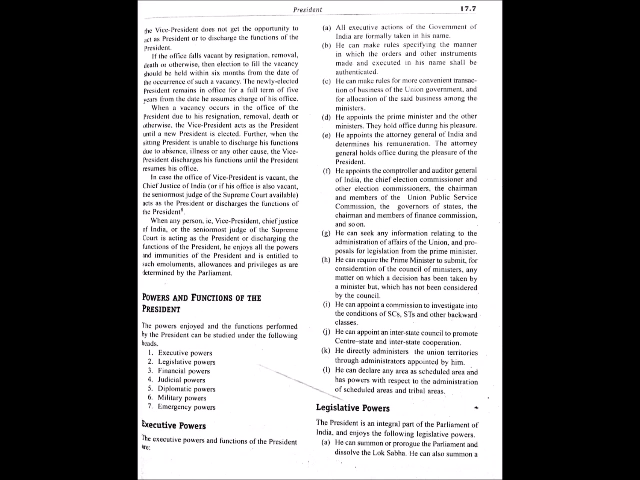 President
17.7
the Vice-President does not get the opportunity to
act as President or to discharge the functions of the
President.
If the office falls vacant by resignation, removal,
death or otherwise, then election to fill the vacancy
should be held within six months from the date of
the occurrence of such a vacancy. The newly-elected
President remains in office for a full term of five
years from the date he assumes charge of his office.
When a vacancy occurs in the office of the
President due to his resignation, removal, death or
otherwise, the Vice-President acts as the President
until a new President is elected. Further, when the
sitting President is unable to discharge his functions
due to absence, illness or any other cause, the Vice-
President discharges his functions until the President
resumes his office.
In case the office of Vice-President is vacant, the
Chief Justice of India (or if his office is also vacant,
the seniormost judge of the Supreme Court available)
acts as the President or discharges the functions of
the President
When any person, ie, Vice-President, chief justice
of India, or the seniormost judge of the Supreme
Court is acting as the President or discharging the
functions of the President, he enjoys all the powers
and immunities of the President and is entitled to
such emoluments, allowances and privileges as are
determined by the Parliament.
POWERS AND FUNCTIONS OF THE
PRESIDENT
The powers enjoyed and the functions performed
by the President can be studied under the following
heads.
1. Executive powers
2. Legislative powers
3. Financial powers
4. Judicial powers
5. Diplomatic powers
6. Military powers
7. Emergency powers
Executive Powers
The executive powers and functions of the President
are:
(a) All executive actions of the Government of
India are formally taken in his name.
(b) He can make rules specifying the manner
in which the orders and other instruments
made and executed in his name shall be
authenticated.
(c) He can make rules for more convenient transac-
tion of business of the Union government, and
for allocation of the said business among the
ministers.
(d) He appoints the prime minister and the other
ministers. They hold office during his pleasure.
(e) He appoints the attorney general of India and
determines his remuneration. The attorney
general holds office during the pleasure of the
President.
(f) He appoints the comptroller and auditor general
of India, the chief election commissioner and
other election commissioners, the chairman
and members of the Union Public Service
Commission, the governors of states, the
chairman and members of finance commission,
and so on.
(g) He can seek any information relating to the
administration of affairs of the Union, and pro-
posals for legislation from the prime minister.
(h) He can require the Prime Minister to submit, for
consideration of the council of ministers, any
matter on which a decision has been taken by
a minister but, which has not been considered
by the council.
(i) He can appoint a commission to investigate into
the conditions of SCs, STs and other backward
classes.
(j) He can appoint an inter-state council to promote
Centre–state and inter-state cooperation.
(k) He directly administers the union territories
through administrators appointed by him.
(l) He can declare any area as scheduled area and
has powers with respect to the administration
of scheduled areas and tribal areas.
Legislative Powers
The President is an integral part of the Parliament of
India, and enjoys the following legislative powers.
(a) He can summon or prorogue the Parliament and
dissolve the Lok Sabha. He can also summon a